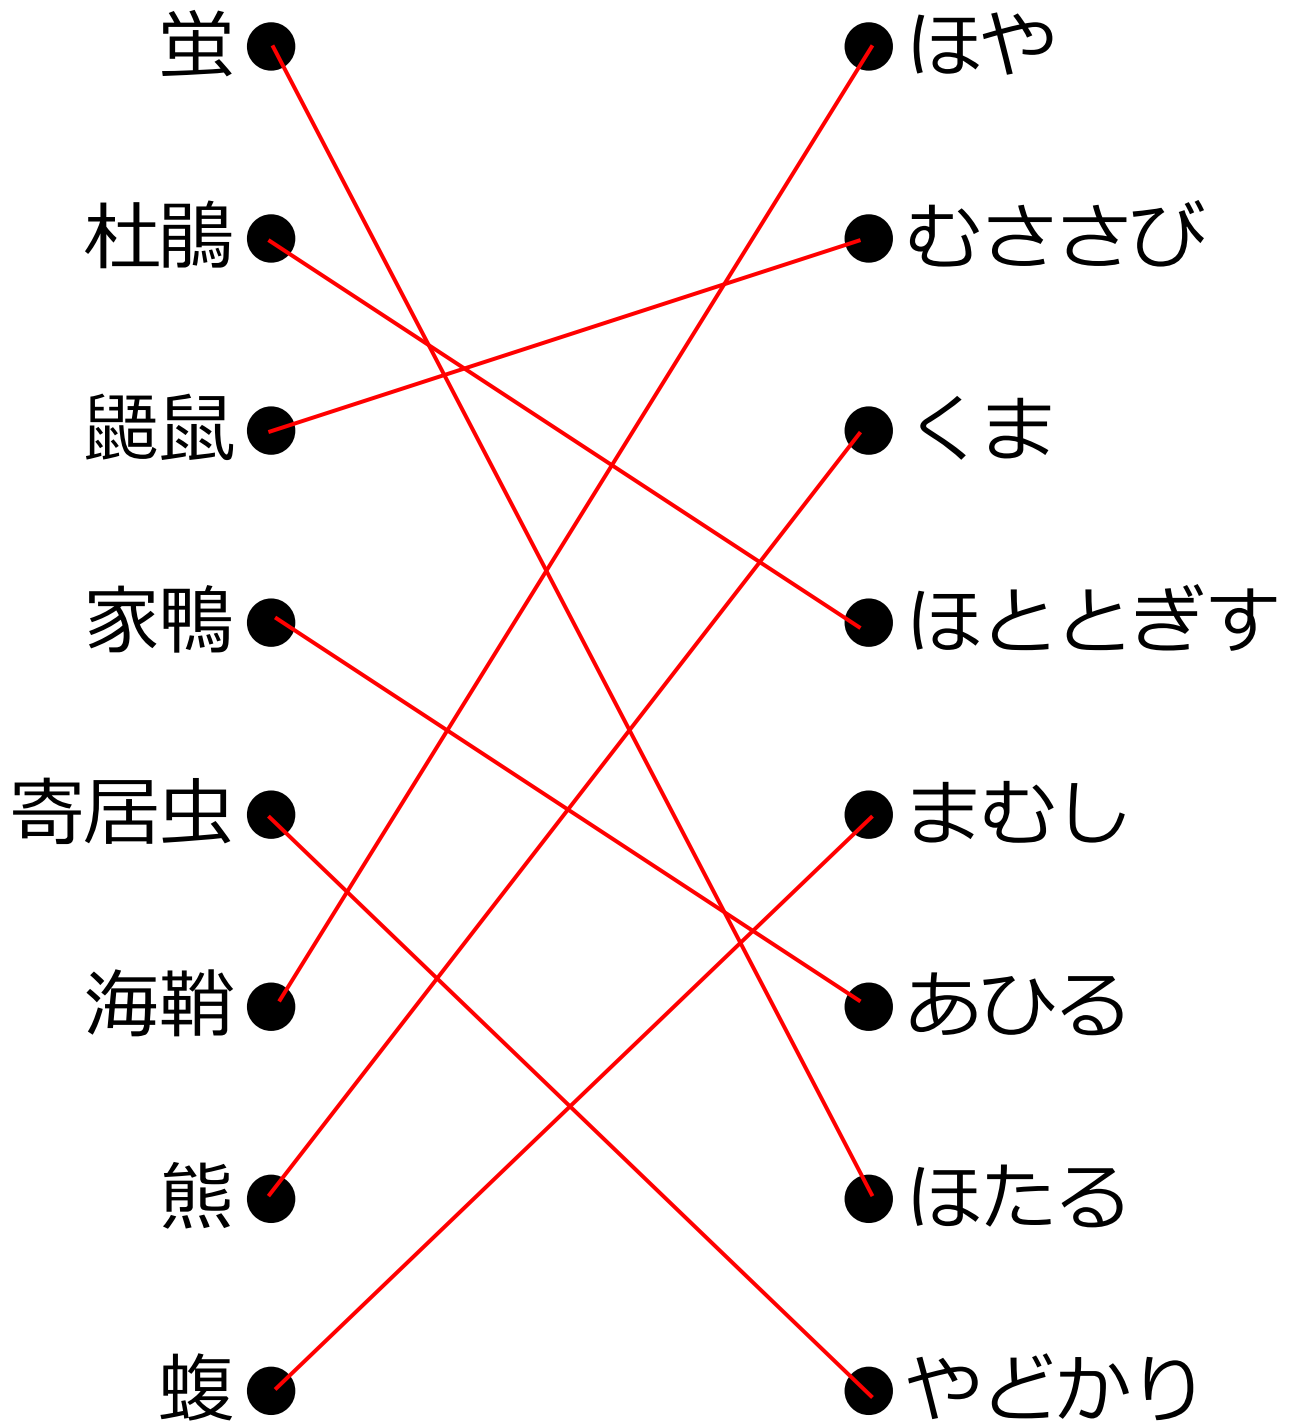 蛍 ほや
杜鵑 むささび
鼯鼠 くま
家鴨 ほととぎす
寄居虫 まむし
海鞘 あひる
熊 ほたる
蝮 やどかり